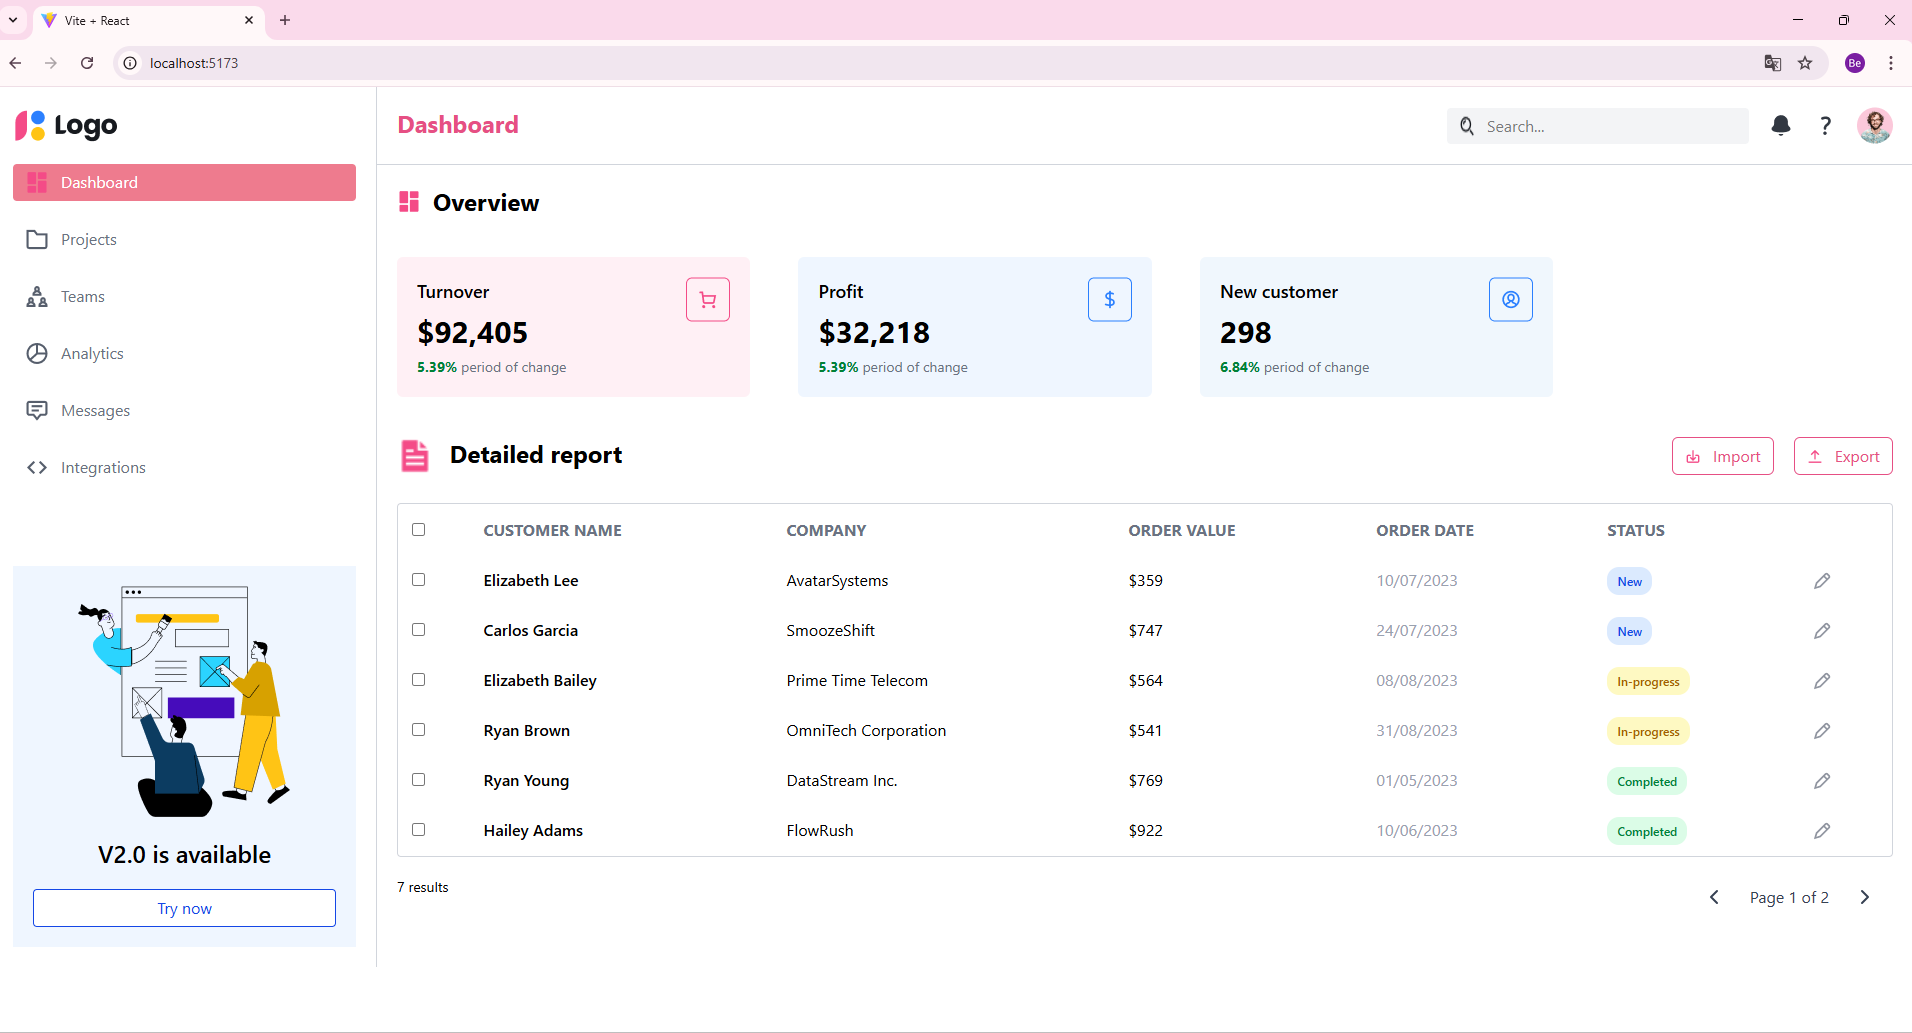 Vite + React
localhost:5173
Be
Logo
Dashboard
Search...
?
Dashboard
Projects
Teams
Analytics
Messages
Integrations
V2.0 is available
Try now
Overview
Turnover
$92,405
5.39% period of change
Profit
$32,218
5.39% period of change
$
New customer
298
6.84% period of change
Detailed report
Import
Export
CUSTOMER NAME COMPANY ORDER VALUE ORDER DATE STATUS
Elizabeth Lee AvatarSystems $359 10/07/2023 New
Carlos Garcia SmoozeShift $747 24/07/2023 New
Elizabeth Bailey Prime Time Telecom $564 08/08/2023 In-progress
Ryan Brown OmniTech Corporation $541 31/08/2023 In-progress
Ryan Young DataStream Inc. $769 01/05/2023 Completed
Hailey Adams FlowRush $922 10/06/2023 Completed
7 results
Page 1 of 2